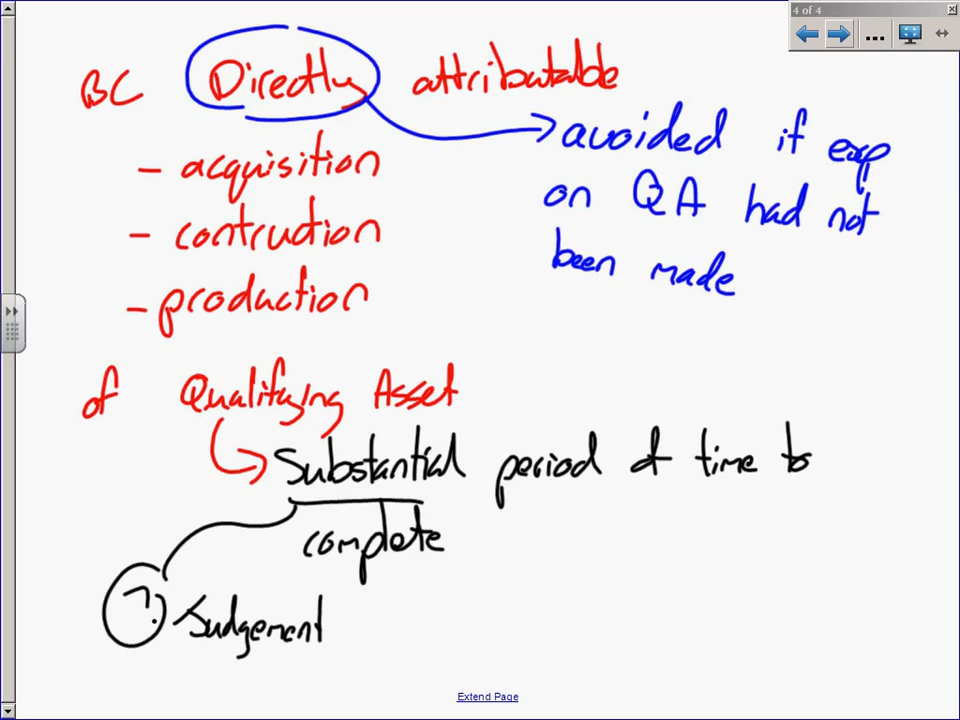 4 of 4
BC Directly attributable
- acquisition
- contruction
- production
avoided if exp
on QA had not
been made
of Qualifying Asset
Substantial period of time to
complete
? Judgement
Extend Page